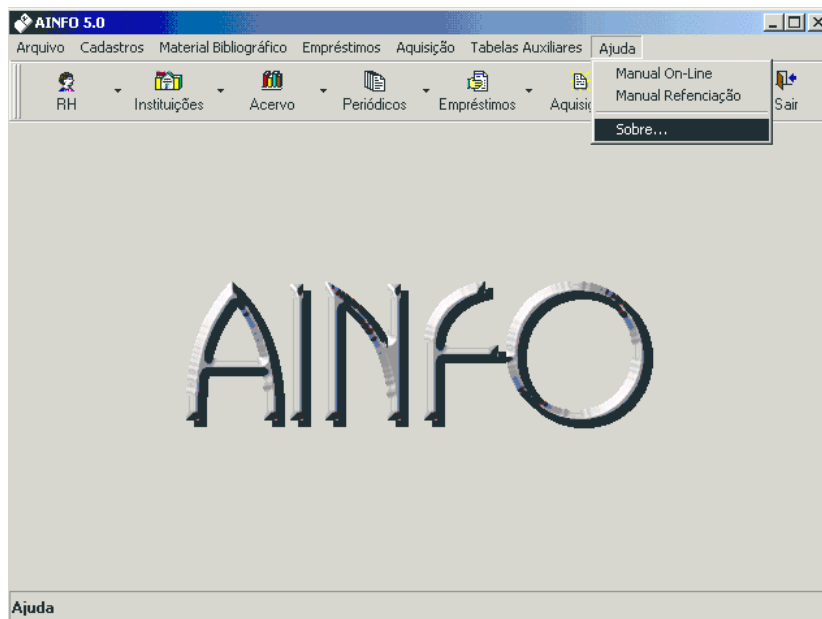 AINFO 5.0
Arquivo Cadastros Material Bibliográfico Empréstimos Aquisição Tabelas Auxiliares Ajuda
Manual On-Line
Manual Refenciação
Sobre...
RH Instituições Acervo Periódicos Empréstimos Aquisiç Sair
AINFO
Ajuda